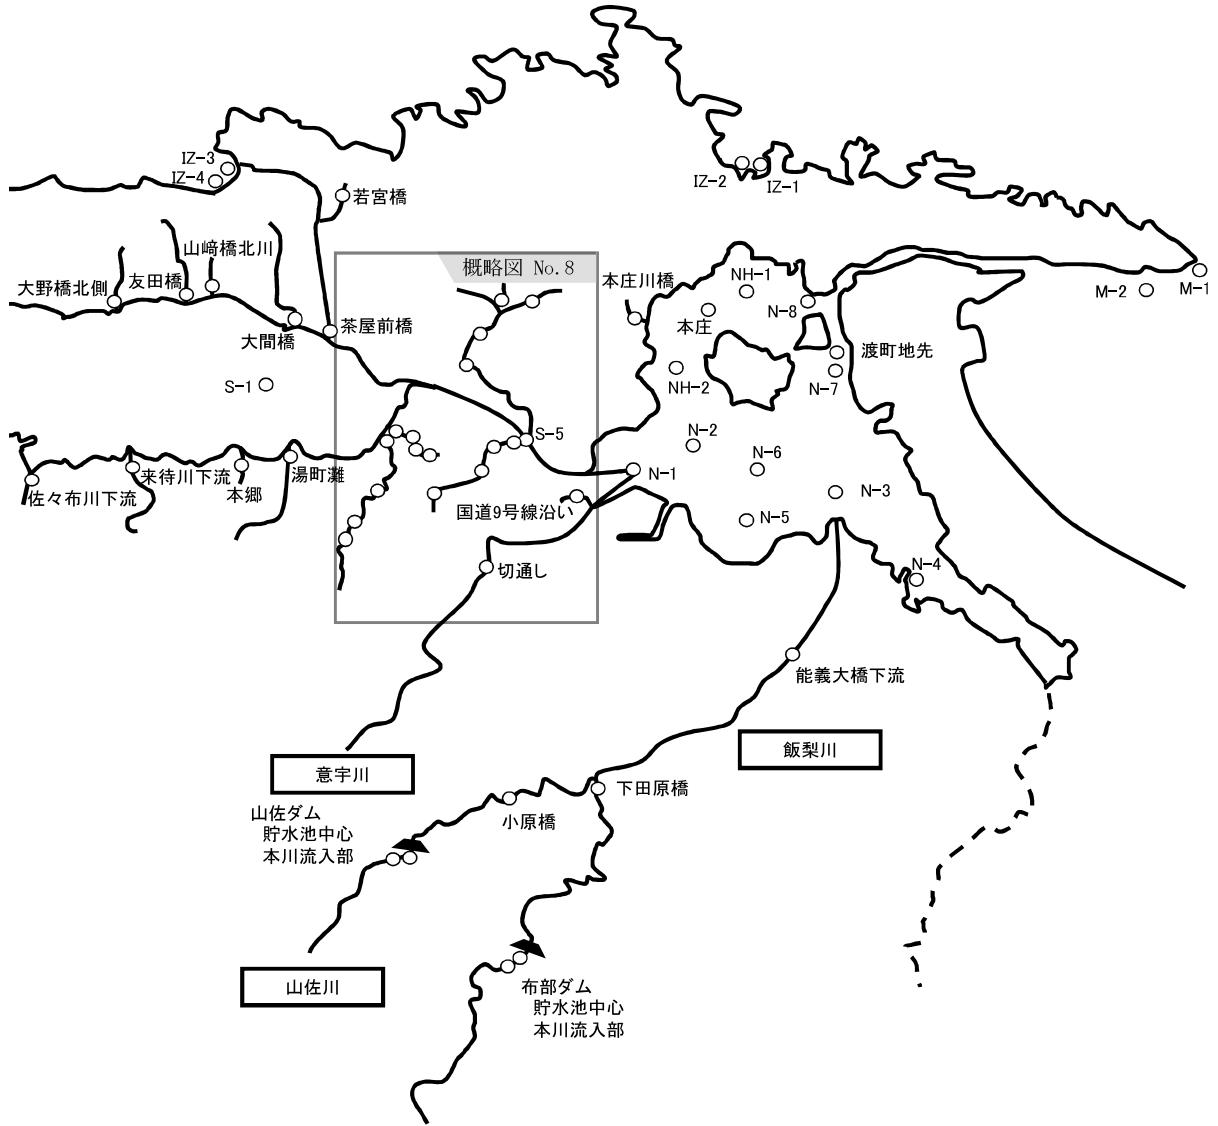 IZ-3
IZ-4
IZ-2
IZ-1
若宮橋
山﨑橋北川
友田橋
大野橋北側
概略図 No.8
本庄川橋
NH-1
M-2
M-1
N-8
本庄
大間橋
茶屋前橋
渡町地先
S-1
NH-2
N-7
S-5
N-2
N-6
N-1
来待川下流
湯町灘
佐々布川下流
本郷
国道9号線沿い
N-3
N-5
切通し
N-4
能義大橋下流
飯梨川
意宇川
下田原橋
山佐ダム
貯水池中心
本川流入部
小原橋
山佐川
布部ダム
貯水池中心
本川流入部